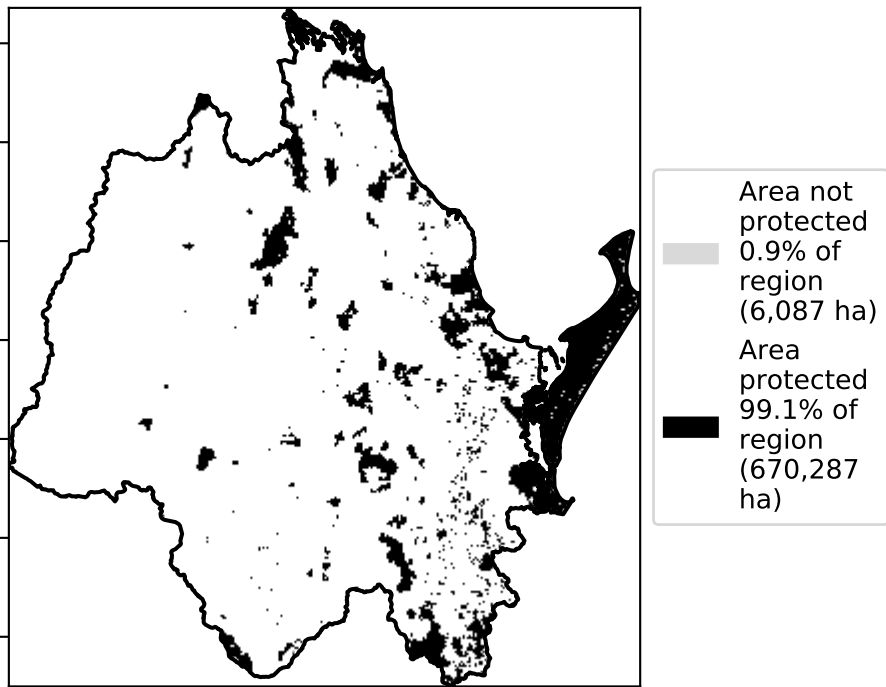 Area not
protected
0.9% of
region
(6,087 ha)
Area
protected
99.1% of
region
(670,287
ha)